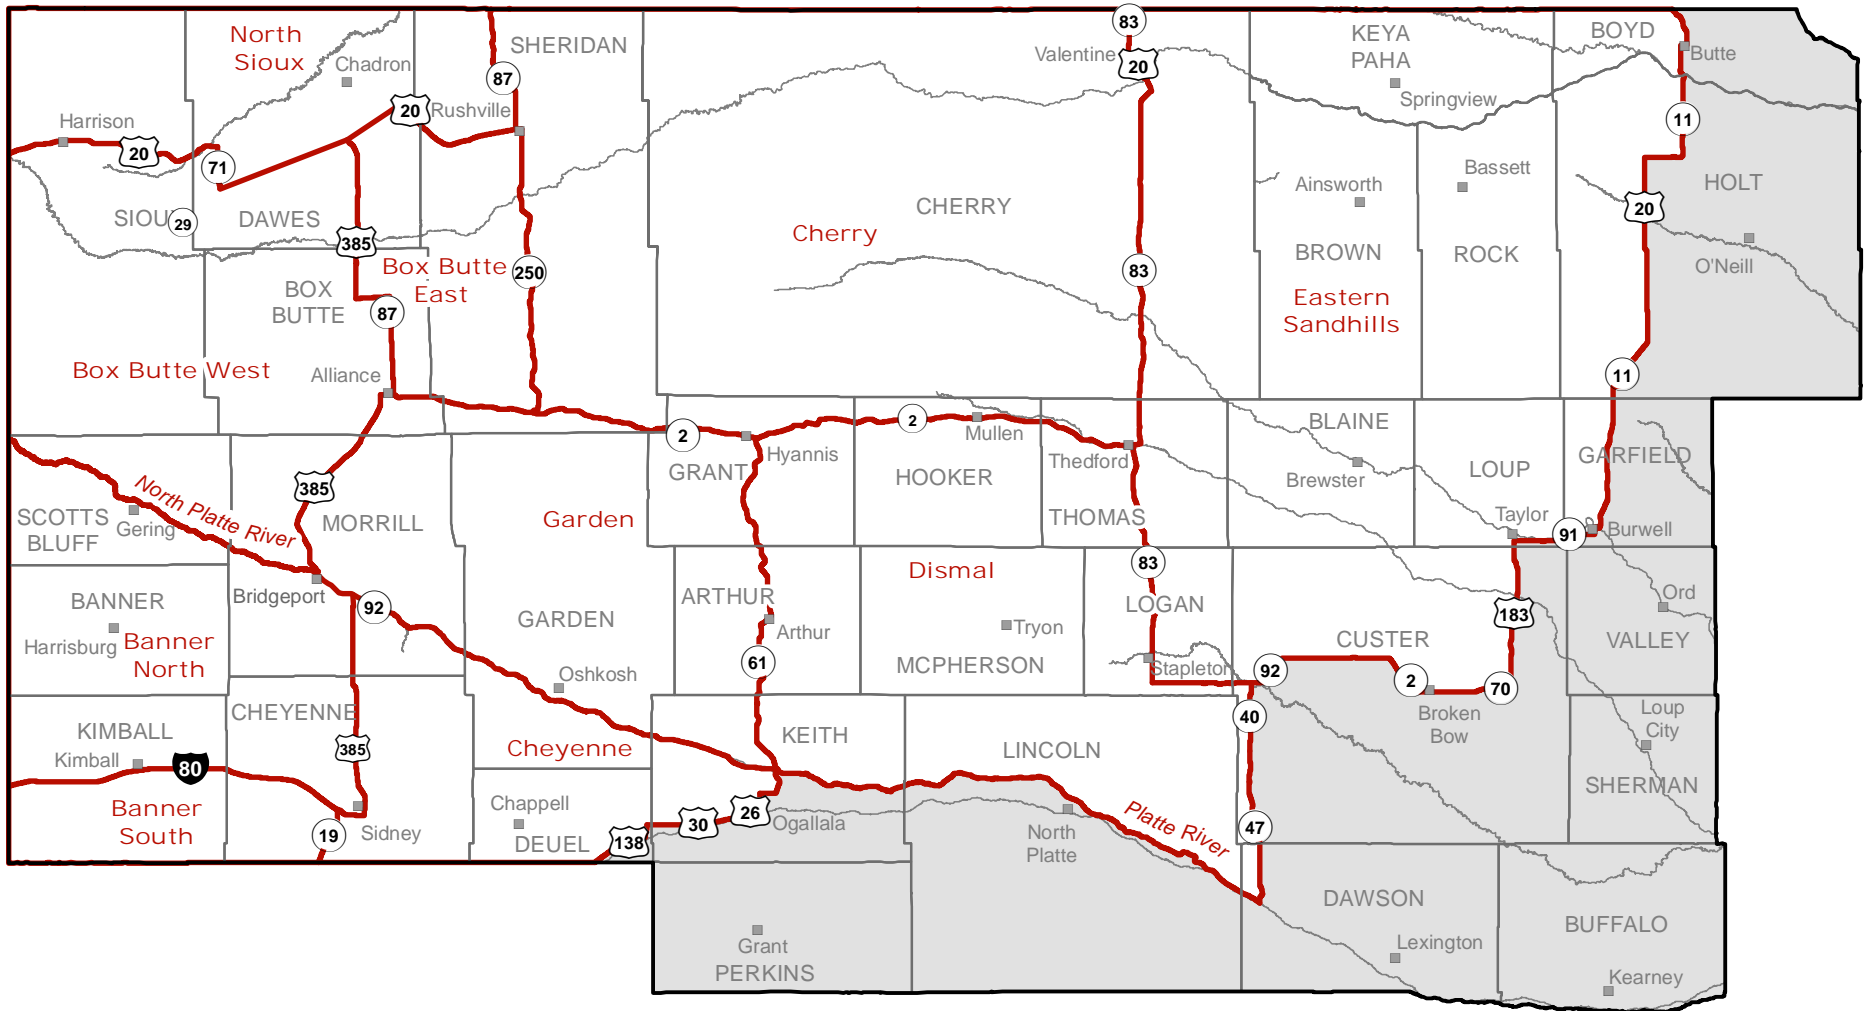 83
North
Sioux
SHERIDAN
KEYA
PAHA
BOYD
Valentine
Butte
Chadron
87
20
20
Rushville
Springview
Harrison
20
71
11
Bassett
Ainsworth
HOLT
SIOU
29
DAWES
CHERRY
20
Cherry
385
BROWN
ROCK
O'Neill
Box Butte
East
250
83
BOX
BUTTE
87
Eastern
Sandhills
Box Butte West
Alliance
11
2
2
Mullen
Hyannis
Thedford
BLAINE
GRANT
HOOKER
Brewster
LOUP
GARFIELD
385
North Platte River
SCOTTS
BLUFF
Gering
MORRILL
Garden
THOMAS
Taylor
91
Burwell
83
Dismal
Bridgeport
92
BANNER
Harrisburg
Banner
North
GARDEN
ARTHUR
Arthur
Tryon
LOGAN
183
Ord
CUSTER
VALLEY
61
MCPHERSON
Stapleton
92
2
70
Oshkosh
Broken
Bow
Loup
City
CHEYENNE
KIMBALL
Kimball
80
385
Cheyenne
KEITH
LINCOLN
40
SHERMAN
Banner
South
19
Sidney
Chappell
DEUEL
138
30
26
Ogallala
North
Platte
Platte River
47
DAWSON
BUFFALO
Grant
PERKINS
Lexington
Kearney